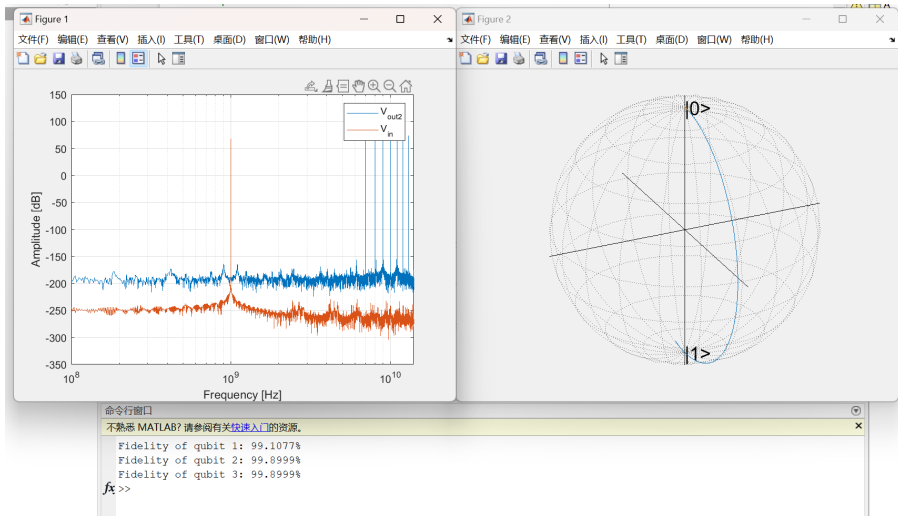 Figure 1
文件(F) 编辑(E) 查看(V) 插入(I) 工具(T) 桌面(D) 窗口(W) 帮助(H)
150
100
50
0
-50
-100
-150
-200
-250
-300
-350
Amplitude [dB]
V_out2
V_in
10^8 10^9 10^10
Frequency [Hz]
Figure 2
文件(F) 编辑(E) 查看(V) 插入(I) 工具(T) 桌面(D) 窗口(W) 帮助(H)
|0>
|1>
命令行窗口
不熟悉 MATLAB? 请参阅有关快速入门的资源。
Fidelity of qubit 1: 99.1077%
Fidelity of qubit 2: 99.8999%
Fidelity of qubit 3: 99.8999%
fx >>